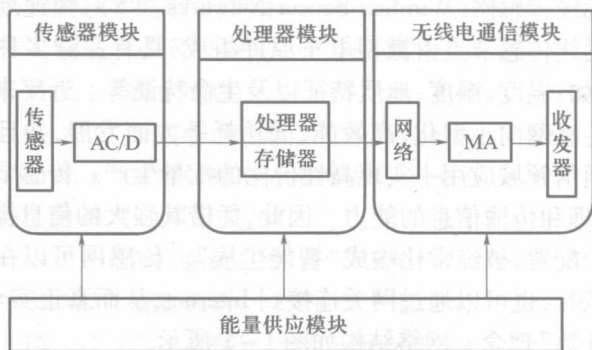 传感器模块
处理器模块
无线电通信模块
传感器
AC/D
处理器
存储器
网络
MA
收发器
能量供应模块